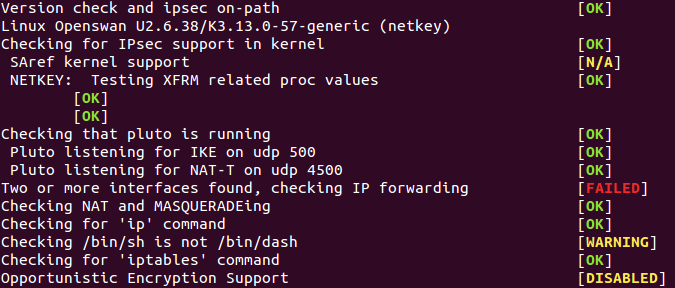 Version check and ipsec on-path [OK]
Linux Openswan U2.6.38/K3.13.0-57-generic (netkey)
Checking for IPsec support in kernel [OK]
SAref kernel support [N/A]
NETKEY:  Testing XFRM related proc values [OK]
[OK]
[OK]
Checking that pluto is running [OK]
Pluto listening for IKE on udp 500 [OK]
Pluto listening for NAT-T on udp 4500 [OK]
Two or more interfaces found, checking IP forwarding [FAILED]
Checking NAT and MASQUERADEing [OK]
Checking for 'ip' command [OK]
Checking /bin/sh is not /bin/dash [WARNING]
Checking for 'iptables' command [OK]
Opportunistic Encryption Support [DISABLED]